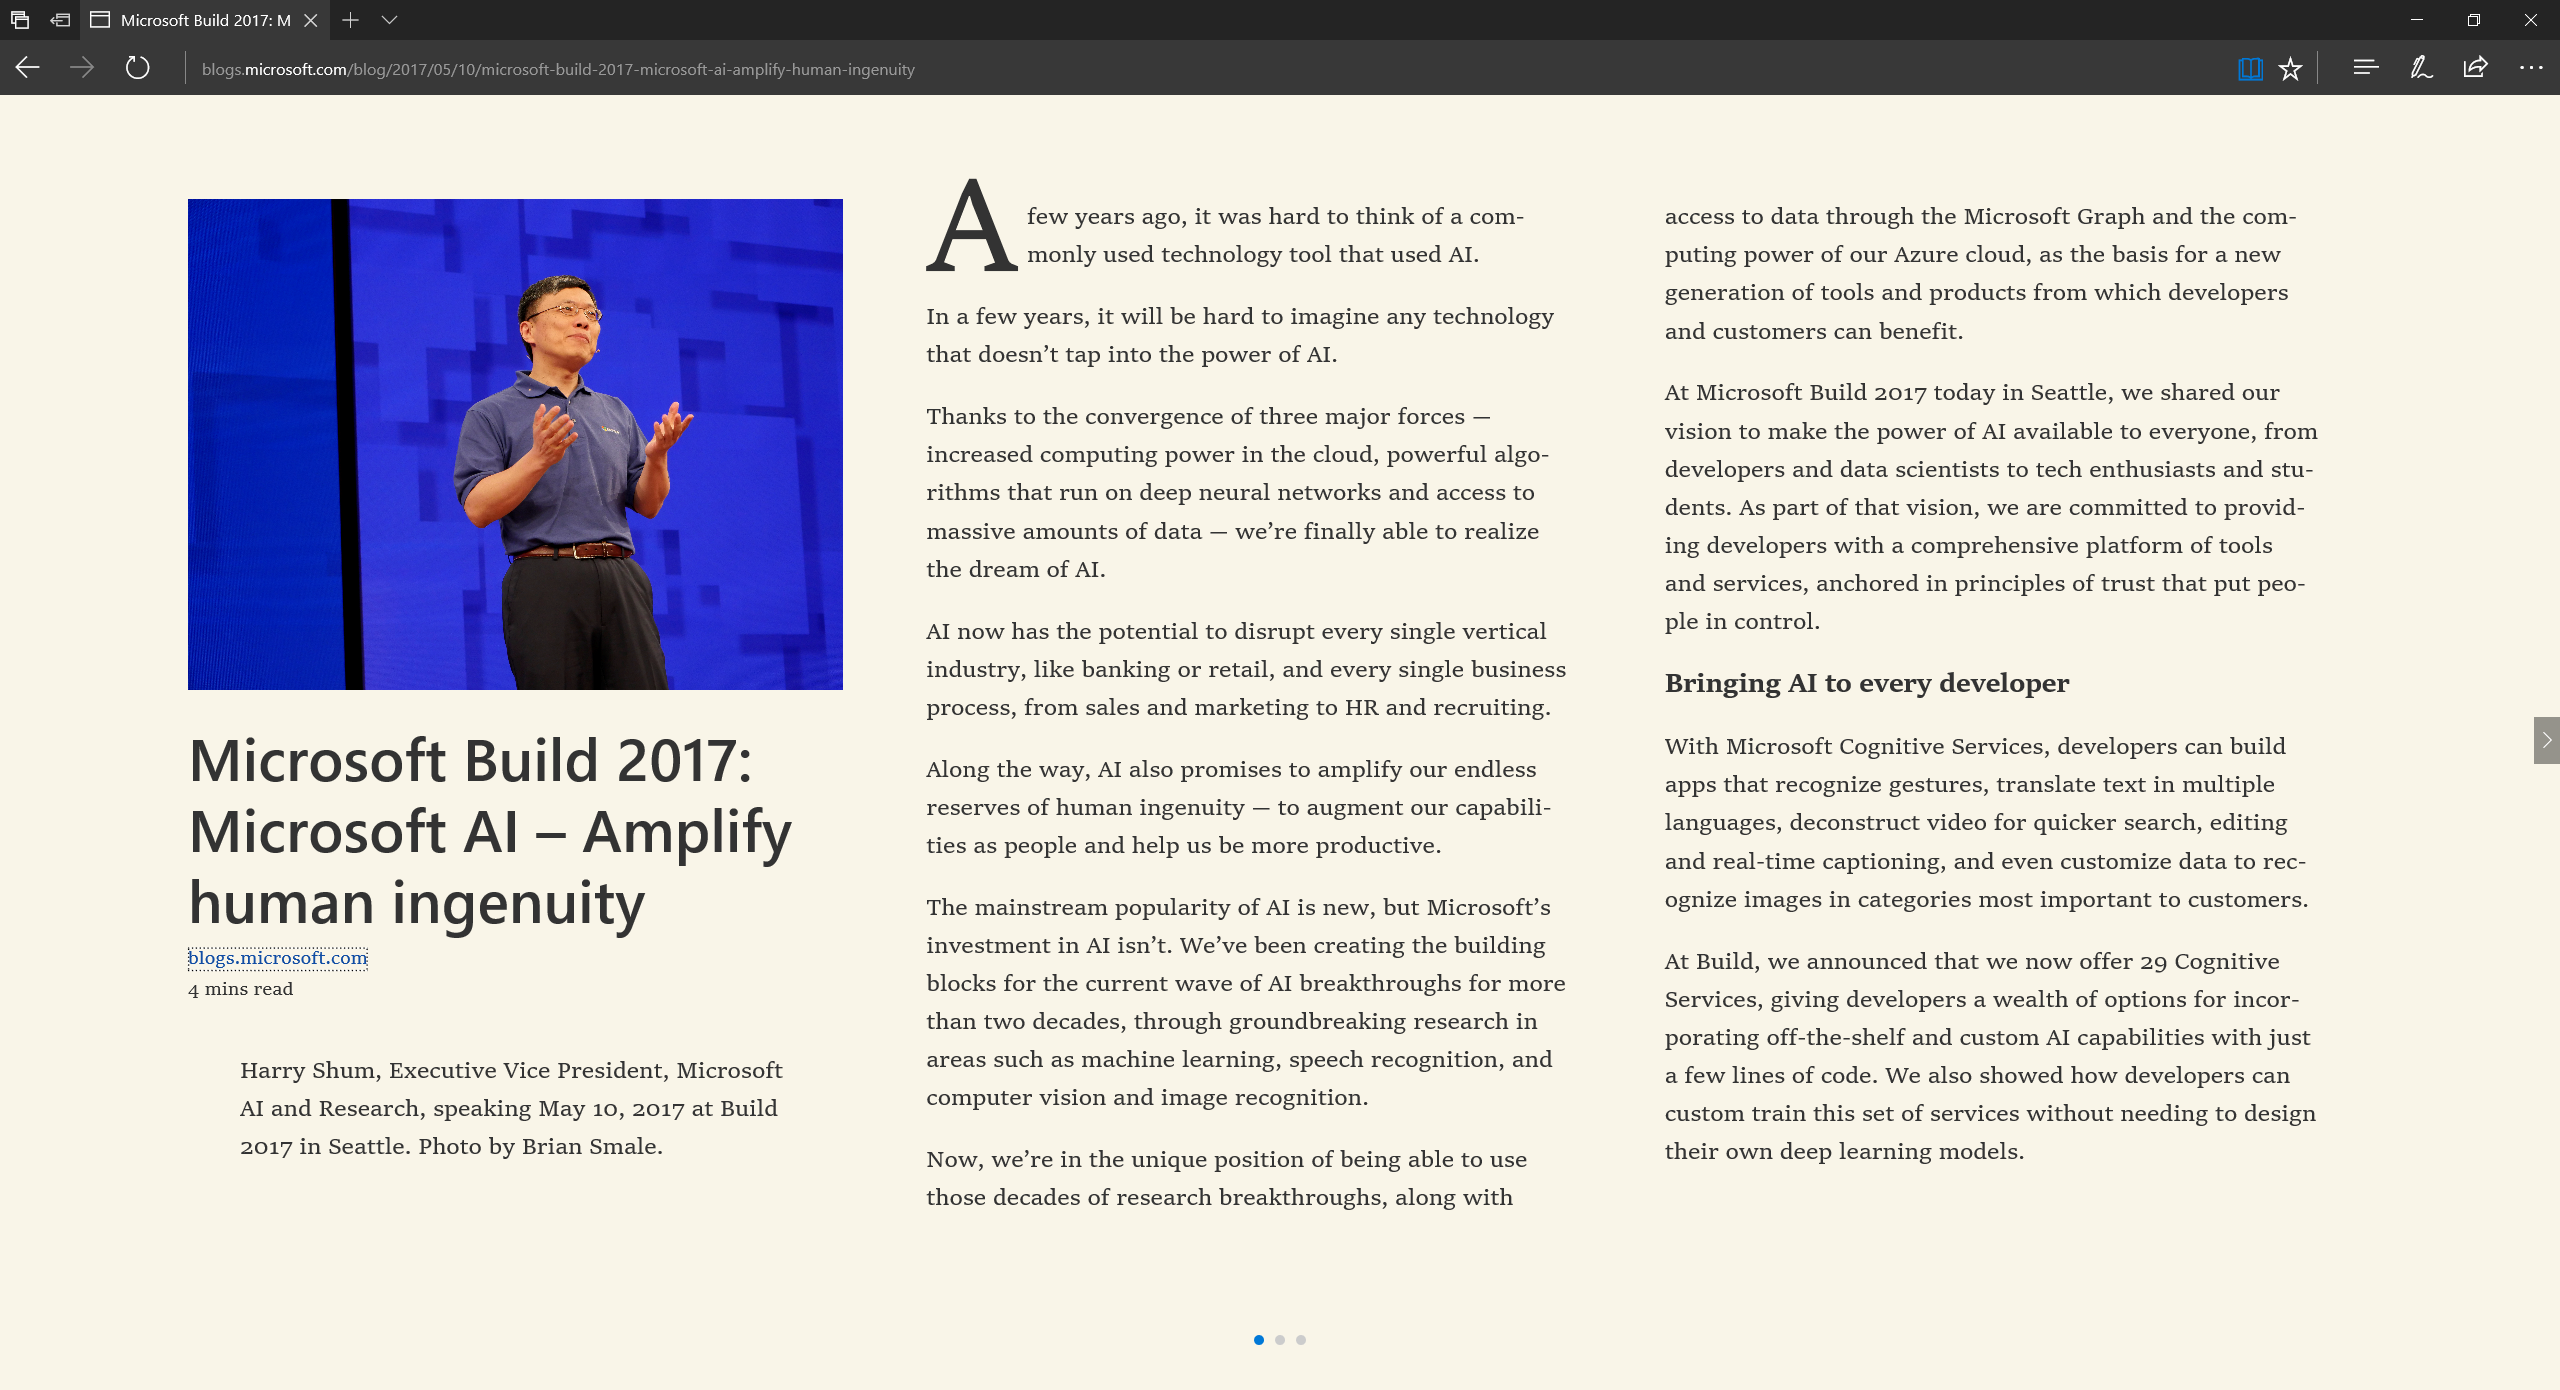 Microsoft Build 2017: M
blogs.microsoft.com/blog/2017/05/10/microsoft-build-2017-microsoft-ai-amplify-human-ingenuity
Microsoft Build 2017:
Microsoft AI – Amplify
human ingenuity
blogs.microsoft.com
4 mins read
Harry Shum, Executive Vice President, Microsoft
AI and Research, speaking May 10, 2017 at Build
2017 in Seattle. Photo by Brian Smale.
A few years ago, it was hard to think of a com-
monly used technology tool that used AI.
In a few years, it will be hard to imagine any technology
that doesn’t tap into the power of AI.
Thanks to the convergence of three major forces —
increased computing power in the cloud, powerful algo-
rithms that run on deep neural networks and access to
massive amounts of data — we’re finally able to realize
the dream of AI.
AI now has the potential to disrupt every single vertical
industry, like banking or retail, and every single business
process, from sales and marketing to HR and recruiting.
Along the way, AI also promises to amplify our endless
reserves of human ingenuity — to augment our capabili-
ties as people and help us be more productive.
The mainstream popularity of AI is new, but Microsoft’s
investment in AI isn’t. We’ve been creating the building
blocks for the current wave of AI breakthroughs for more
than two decades, through groundbreaking research in
areas such as machine learning, speech recognition, and
computer vision and image recognition.
Now, we’re in the unique position of being able to use
those decades of research breakthroughs, along with
access to data through the Microsoft Graph and the com-
puting power of our Azure cloud, as the basis for a new
generation of tools and products from which developers
and customers can benefit.
At Microsoft Build 2017 today in Seattle, we shared our
vision to make the power of AI available to everyone, from
developers and data scientists to tech enthusiasts and stu-
dents. As part of that vision, we are committed to provid-
ing developers with a comprehensive platform of tools
and services, anchored in principles of trust that put peo-
ple in control.
Bringing AI to every developer
With Microsoft Cognitive Services, developers can build
apps that recognize gestures, translate text in multiple
languages, deconstruct video for quicker search, editing
and real-time captioning, and even customize data to rec-
ognize images in categories most important to customers.
At Build, we announced that we now offer 29 Cognitive
Services, giving developers a wealth of options for incor-
porating off-the-shelf and custom AI capabilities with just
a few lines of code. We also showed how developers can
custom train this set of services without needing to design
their own deep learning models.